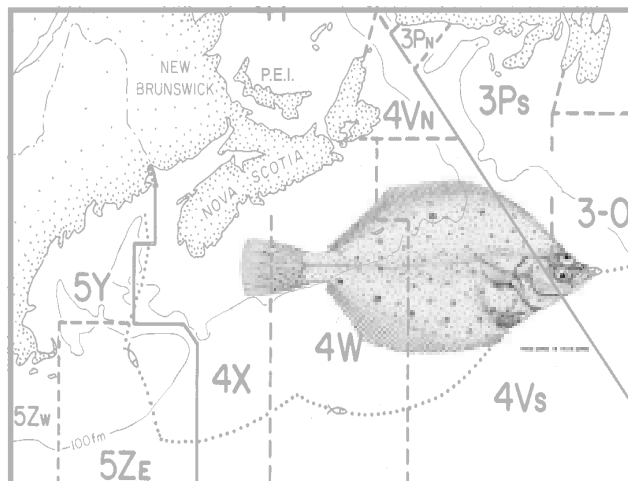 3PN
NEW
BRUNSWICK
P.E.I.
3Ps
4VN
NOVA SCOTIA
3-O
5Y
4W
4X
4Vs
5Zw
100fm
5ZE